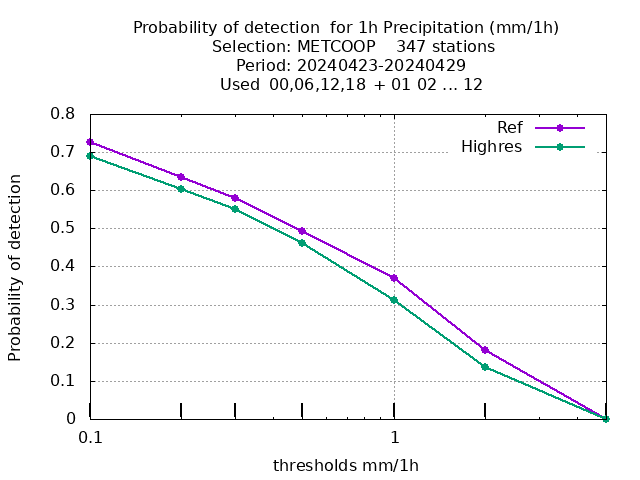 Probability of detection for 1h Precipitation (mm/1h)
Selection: METCOOP 347 stations
Period: 20240423-20240429
Used 00,06,12,18 + 01 02 ... 12
Ref
Highres
0.8
0.7
0.6
0.5
0.4
0.3
0.2
0.1
0
Probability of detection
0.1
1
thresholds mm/1h